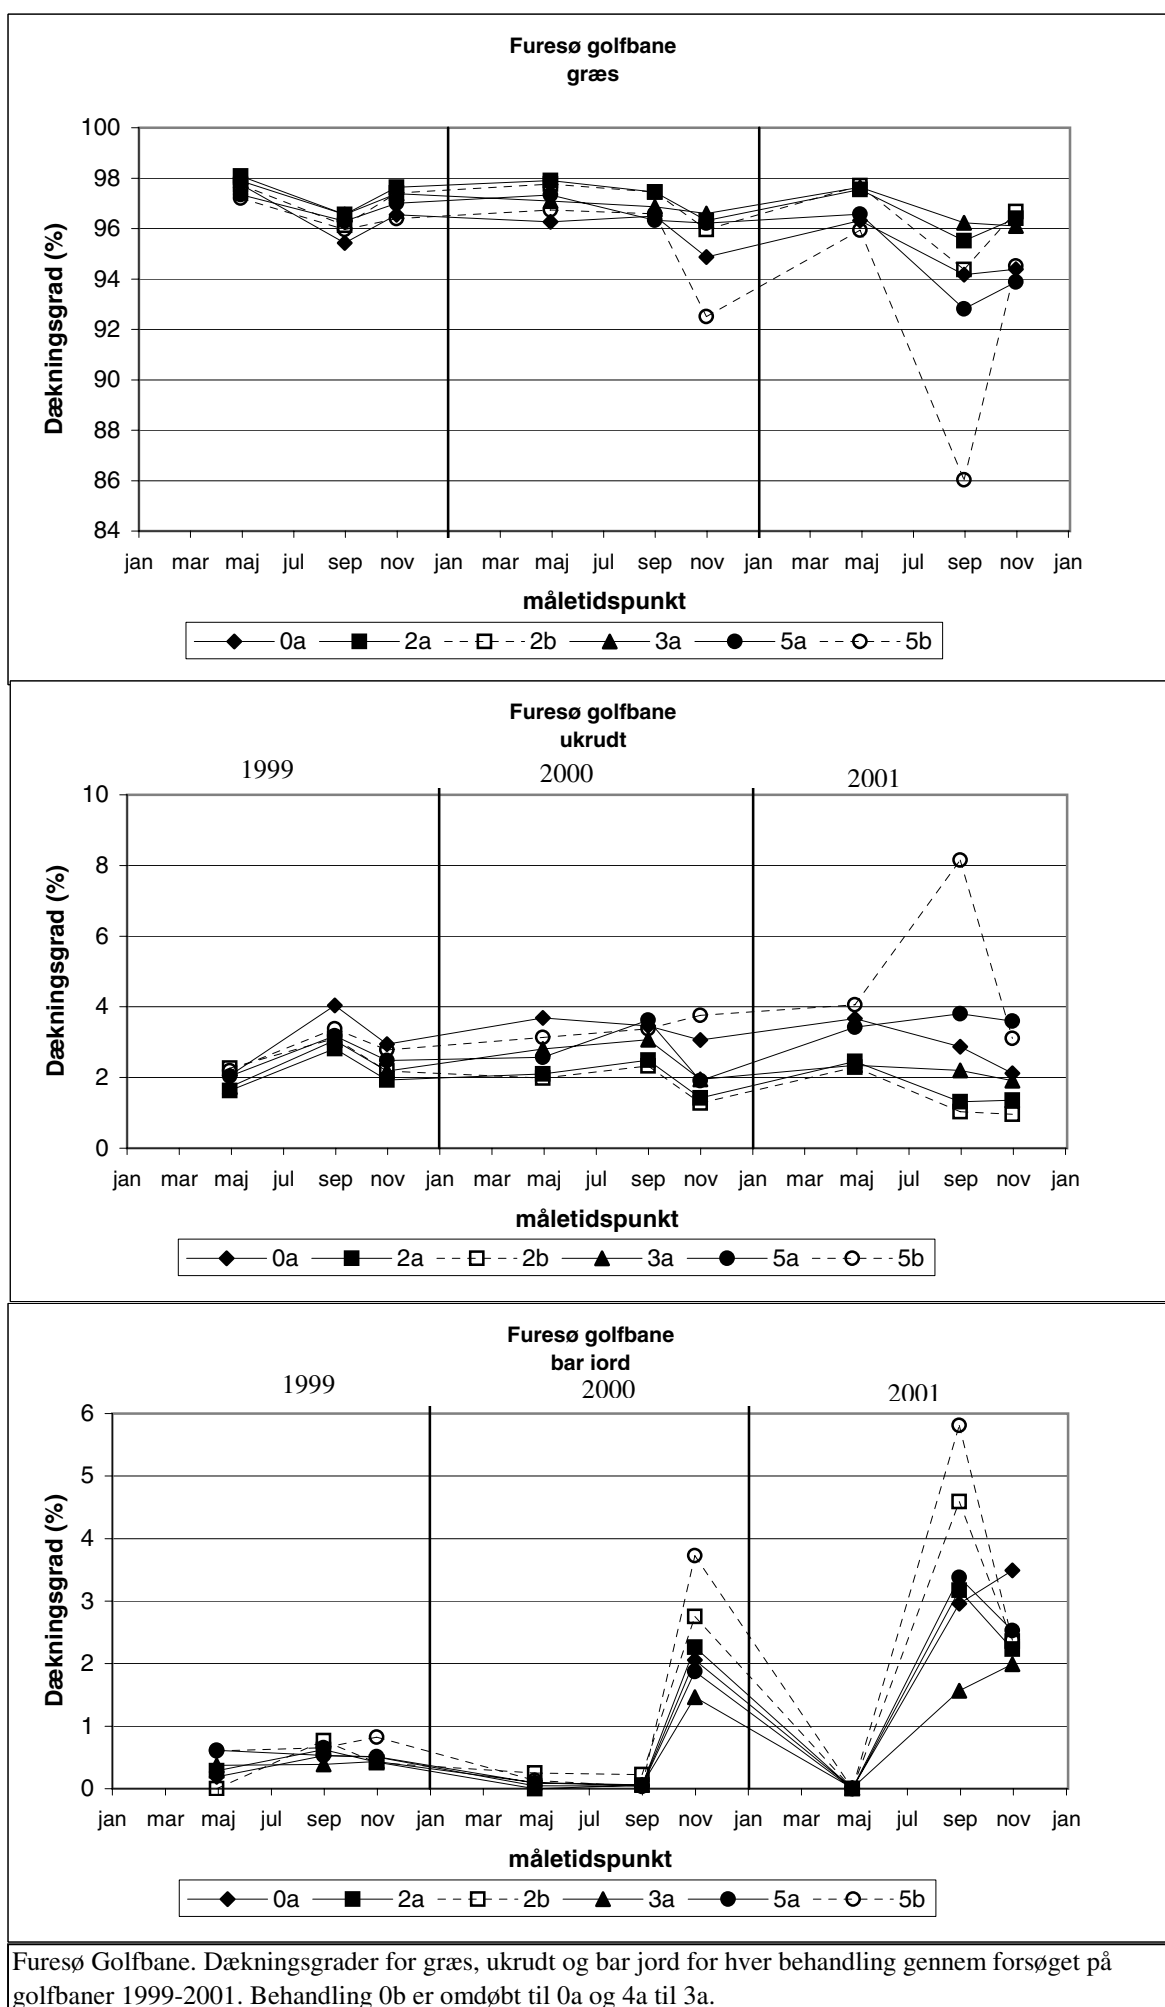 Furesø golfbane
græs
100
98
96
94
92
90
88
86
84
Dækningsgrad (%)
jan mar maj jul sep nov jan mar maj jul sep nov jan mar maj jul sep nov jan
måletidspunkt
0a 2a 2b 3a 5a 5b
Furesø golfbane
ukrudt
1999 2000 2001
10
8
6
4
2
0
Dækningsgrad (%)
jan mar maj jul sep nov jan mar maj jul sep nov jan mar maj jul sep nov jan
måletidspunkt
0a 2a 2b 3a 5a 5b
Furesø golfbane
bar iord
1999 2000 2001
6
5
4
3
2
1
0
Dækningsgrad (%)
jan mar maj jul sep nov jan mar maj jul sep nov jan mar maj jul sep nov jan
måletidspunkt
0a 2a 2b 3a 5a 5b
Furesø Golfbane. Dækningsgrader for græs, ukrudt og bar jord for hver behandling gennem forsøget på
golfbaner 1999-2001. Behandling 0b er omdøbt til 0a og 4a til 3a.